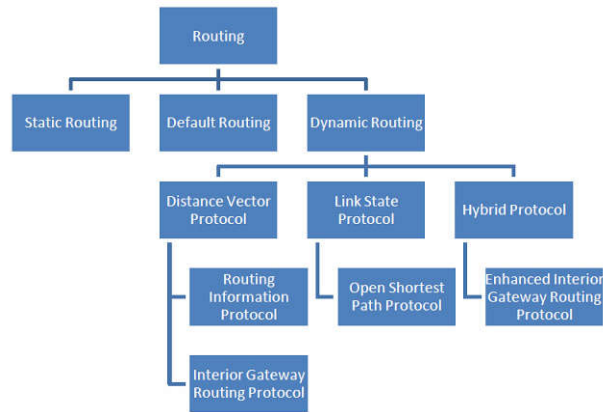 Routing
Static Routing
Default Routing
Dynamic Routing
Distance Vector
Protocol
Link State
Protocol
Hybrid Protocol
Routing
Information
Protocol
Open Shortest
Path Protocol
Enhanced Interior
Gateway Routing
Protocol
Interior Gateway
Routing Protocol